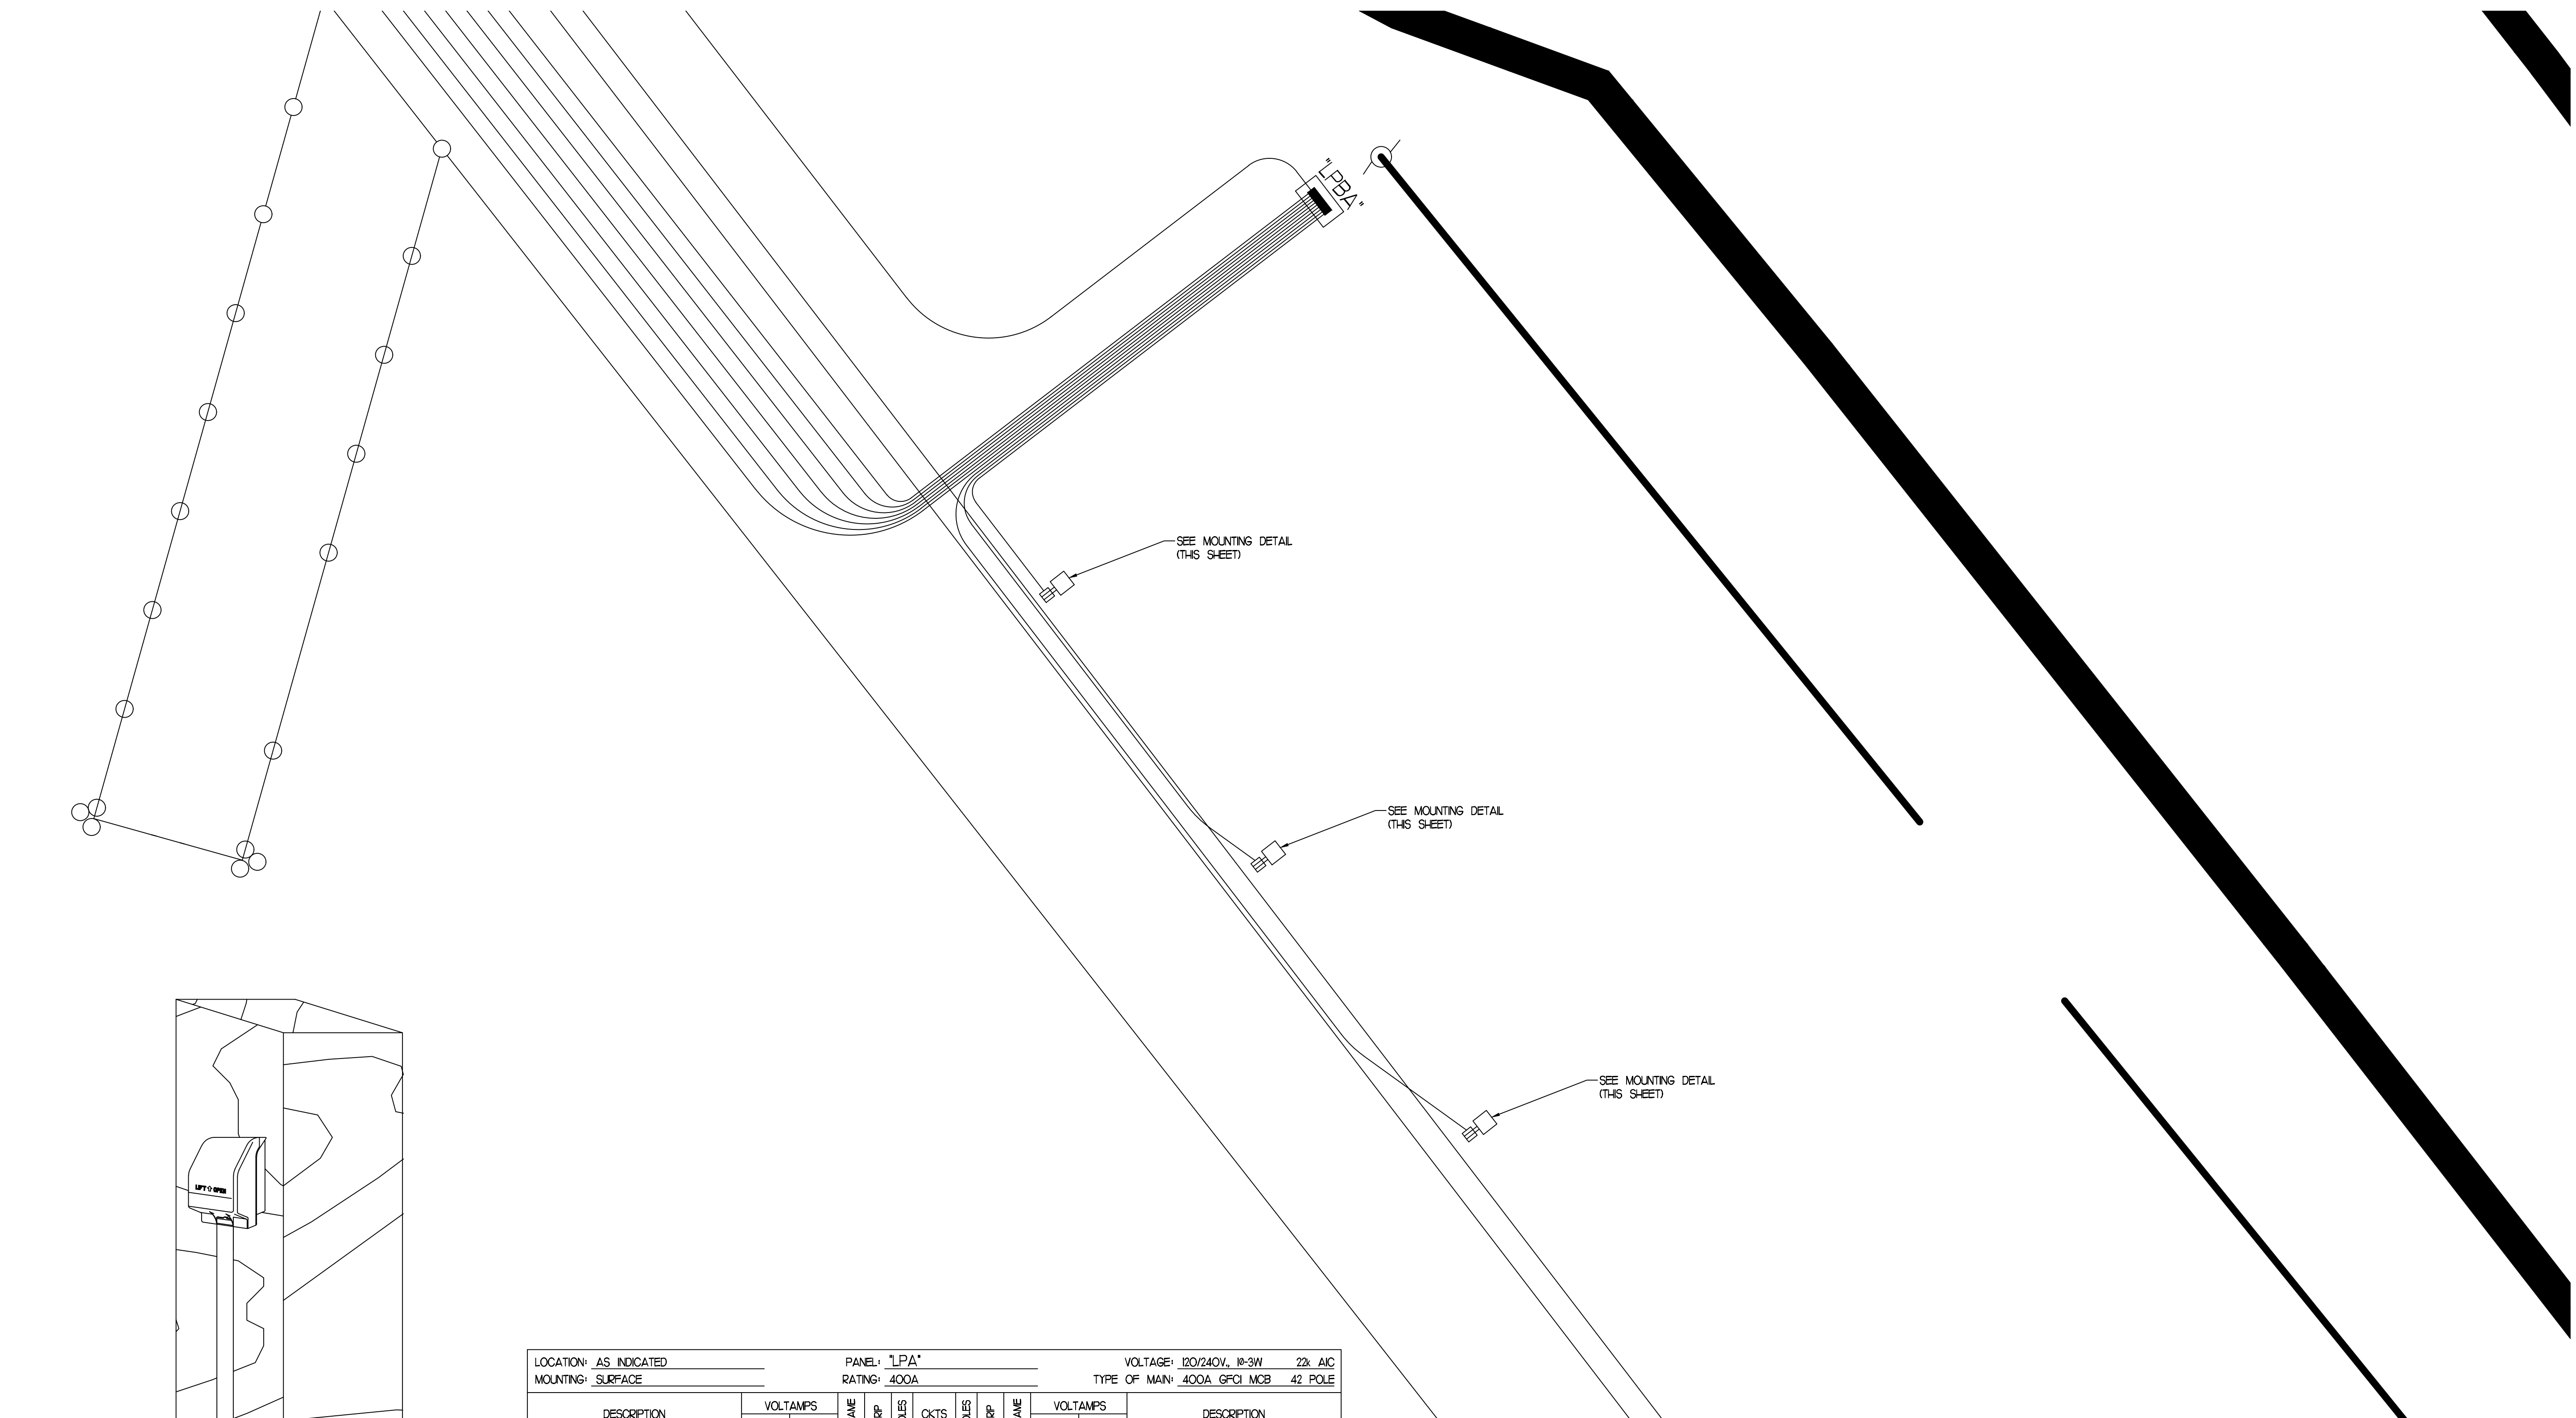 "LPBA"
SEE MOUNTING DETAIL
(THIS SHEET)
SEE MOUNTING DETAIL
(THIS SHEET)
SEE MOUNTING DETAIL
(THIS SHEET)
LIFT OPEN
LOCATION: AS INDICATED PANEL: "LPA" VOLTAGE: 120/240V., 1Ø-3W 22k AIC
MOUNTING: SURFACE RATING: 400A TYPE OF MAIN: 400A GFCI MCB 42 POLE
DESCRIPTION VOLTAMPS CKTS VOLTAMPS DESCRIPTION